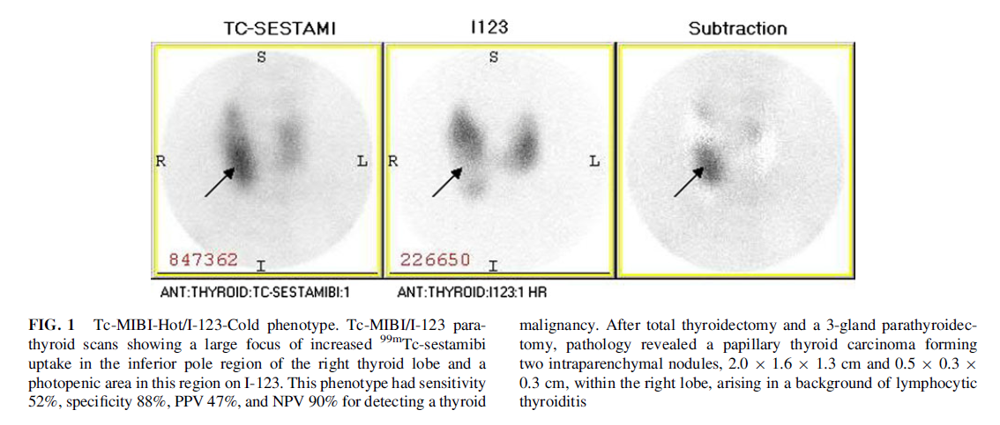 TC-SESTAMI
I123
Subtraction
S
R
L
847362
I
S
R
L
226650
I
ANT:THYROID:TC-SESTAMIBI:1
ANT:THYROID:I123:1 HR
FIG. 1 Tc-MIBI-Hot/I-123-Cold phenotype. Tc-MIBI/I-123 para-
thyroid scans showing a large focus of increased 99mTc-sestamibi
uptake in the inferior pole region of the right thyroid lobe and a
photopenic area in this region on I-123. This phenotype had sensitivity
52%, specificity 88%, PPV 47%, and NPV 90% for detecting a thyroid
malignancy. After total thyroidectomy and a 3-gland parathyroidec-
tomy, pathology revealed a papillary thyroid carcinoma forming
two intraparenchymal nodules, 2.0 × 1.6 × 1.3 cm and 0.5 × 0.3 ×
0.3 cm, within the right lobe, arising in a background of lymphocytic
thyroiditis